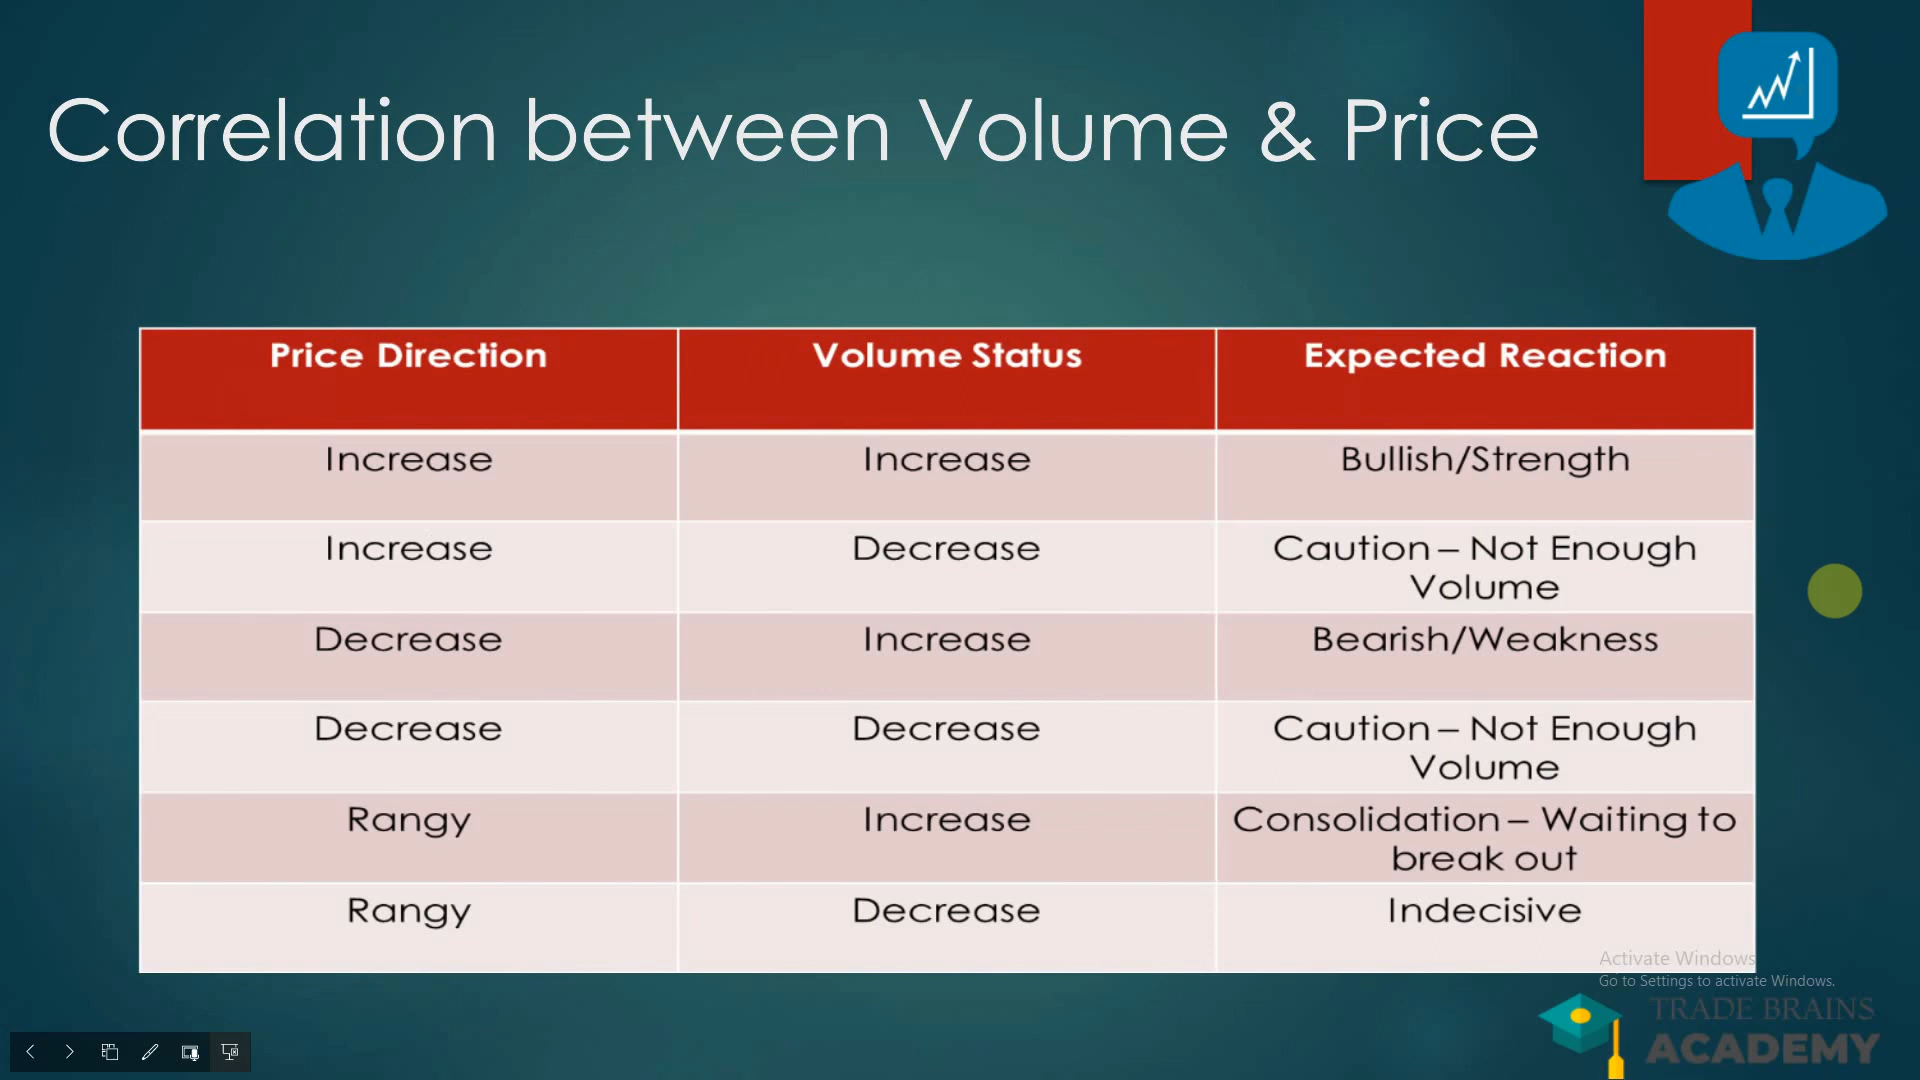 Correlation between Volume & Price
Price Direction Volume Status Expected Reaction
Increase Increase Bullish/Strength
Increase Decrease Caution – Not Enough
Volume
Decrease Increase Bearish/Weakness
Decrease Decrease Caution – Not Enough
Volume
Rangy Increase Consolidation – Waiting to
break out
Rangy Decrease Indecisive
Activate Windows
Go to Settings to activate Windows.
TRADE BRAINS
ACADEMY